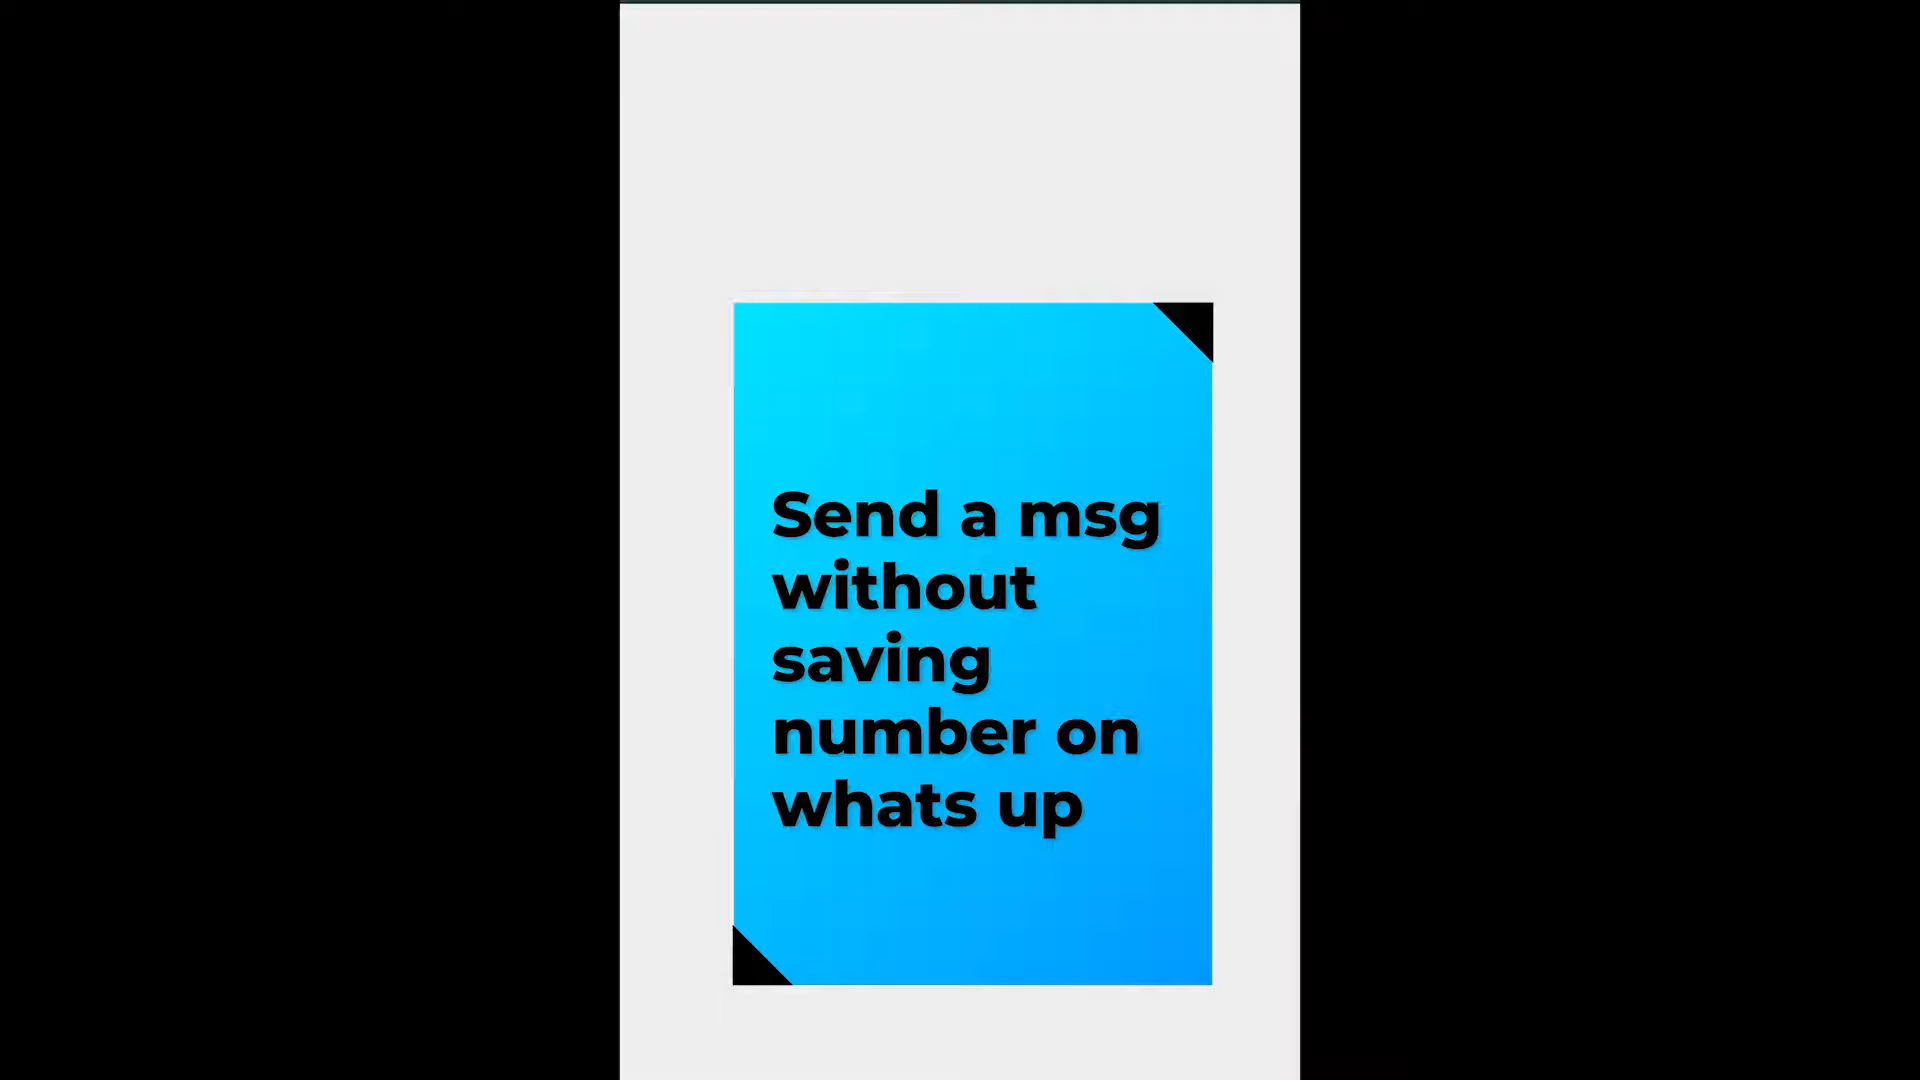 Send a msg
without
saving
number on
whats up